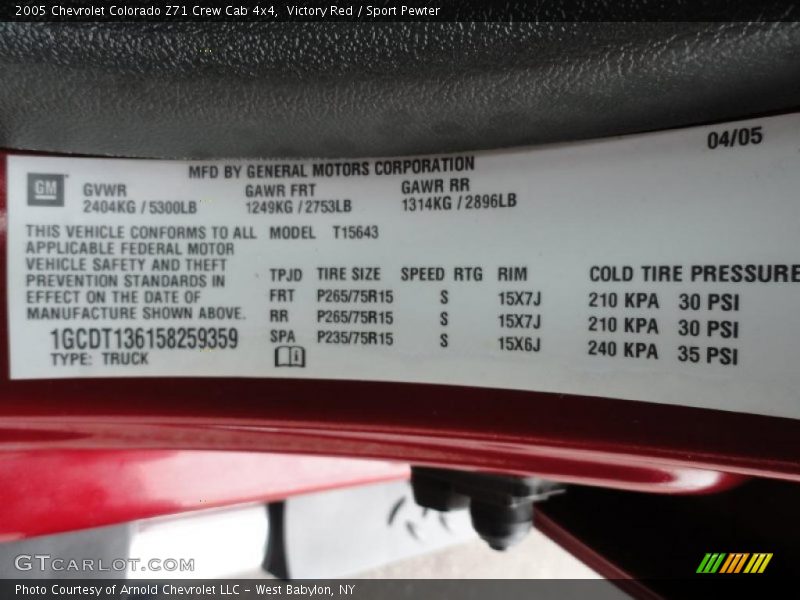 2005 Chevrolet Colorado Z71 Crew Cab 4x4, Victory Red / Sport Pewter
04/05
MFD BY GENERAL MOTORS CORPORATION
GM GVWR GAWR FRT GAWR RR
2404KG / 5300LB 1249KG / 2753LB 1314KG / 2896LB
THIS VEHICLE CONFORMS TO ALL MODEL T15643
APPLICABLE FEDERAL MOTOR
VEHICLE SAFETY AND THEFT
PREVENTION STANDARDS IN
EFFECT ON THE DATE OF
MANUFACTURE SHOWN ABOVE.
1GCDT136158259359
TYPE: TRUCK
TPJD TIRE SIZE SPEED RTG RIM COLD TIRE PRESSURE
FRT P265/75R15 S 15X7J 210 KPA 30 PSI
RR P265/75R15 S 15X7J 210 KPA 30 PSI
SPA P235/75R15 S 15X6J 240 KPA 35 PSI
GTCarlot.com
Photo Courtesy of Arnold Chevrolet LLC - West Babylon, NY